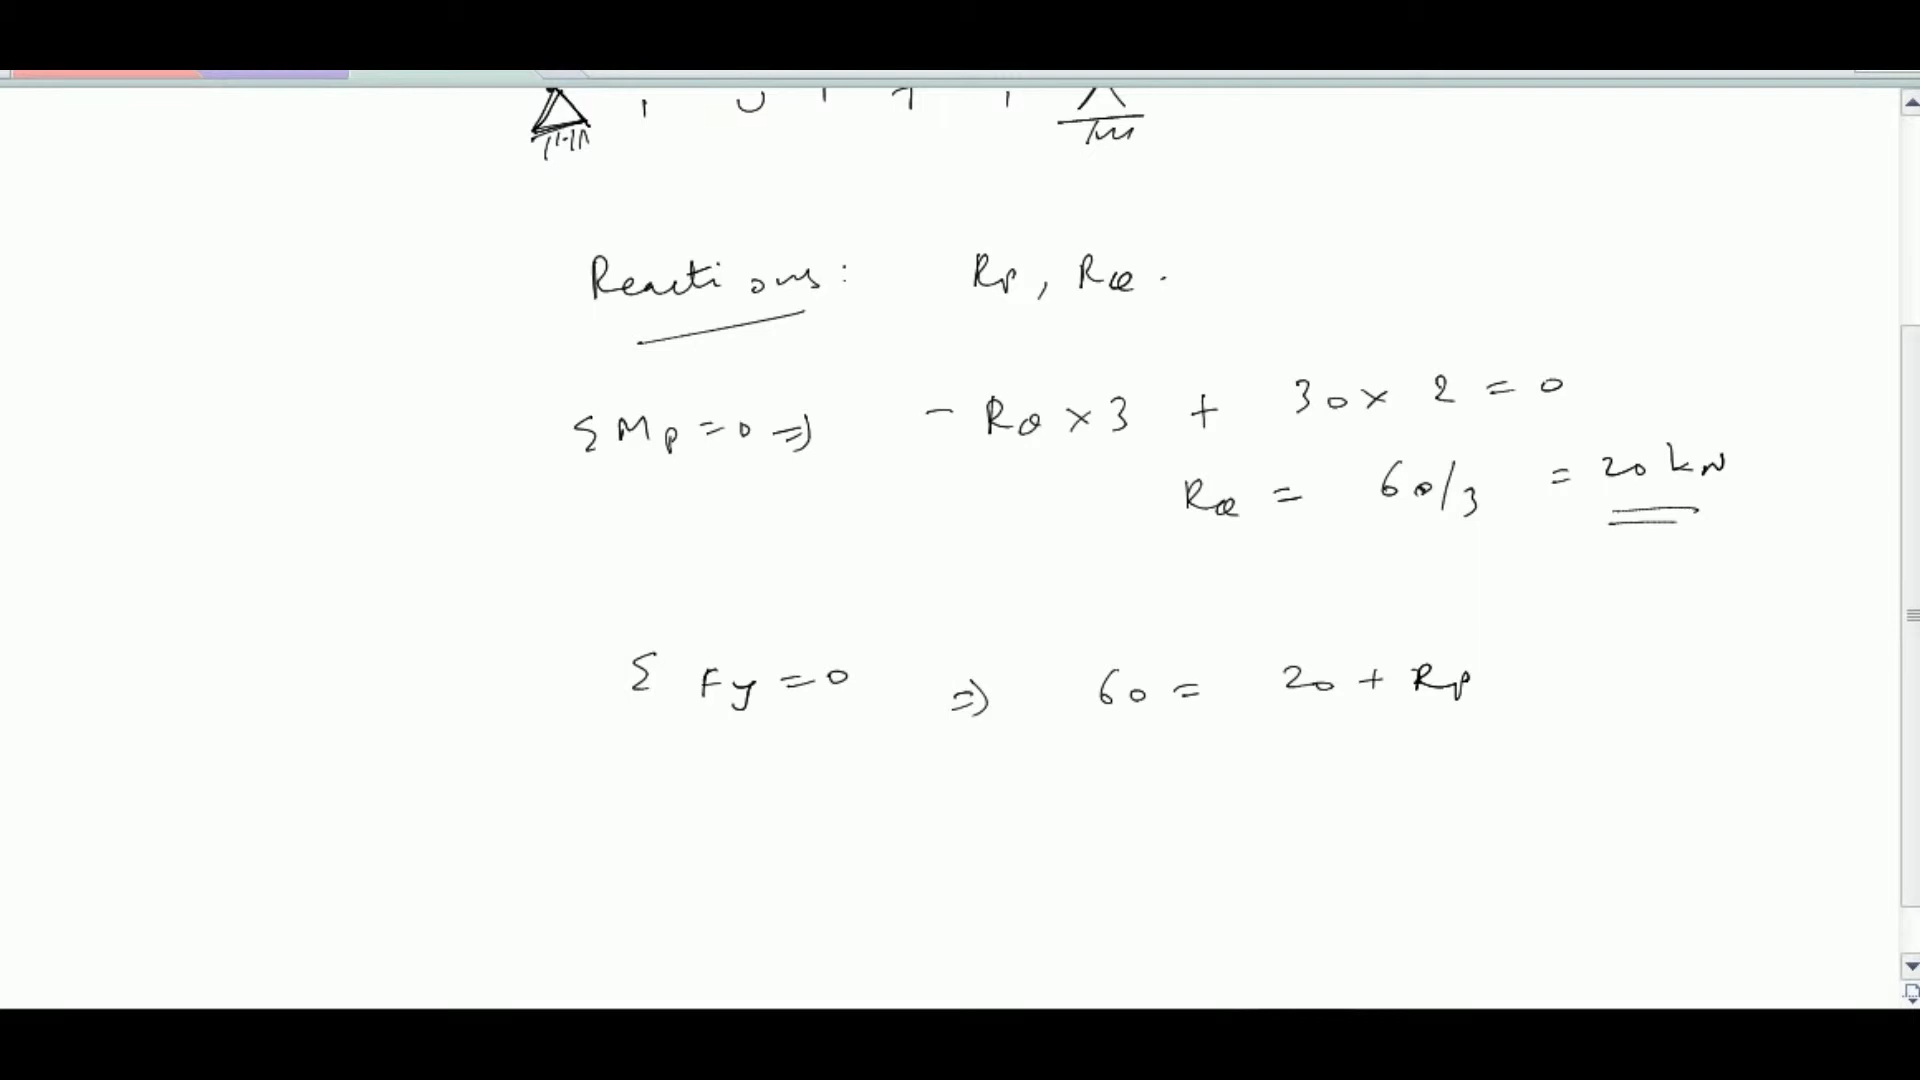 Reactions: Rp, RQ.
ΣMp=0 ⇒ - RQ × 3 + 30 × 2 = 0
RQ = 60/3 = 20 kN
Σ Fy = 0 ⇒ 60 = 20 + Rp